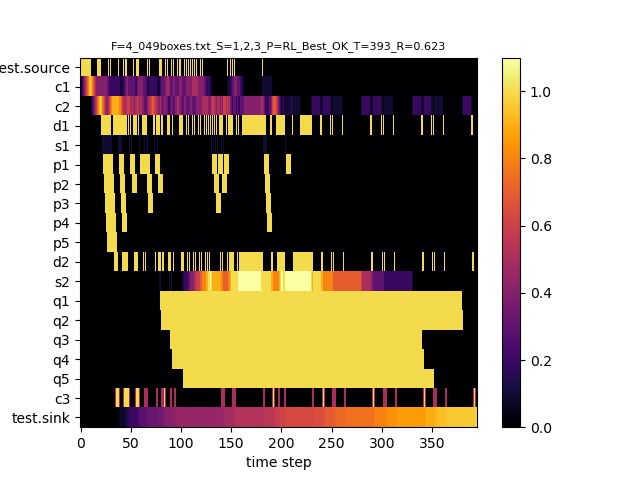 F=4_049boxes.txt_S=1,2,3_P=RL_Best_OK_T=393_R=0.623
est.source
c1
c2
d1
s1
p1
p2
p3
p4
p5
d2
s2
q1
q2
q3
q4
q5
c3
test.sink
0 50 100 150 200 250 300 350
time step
1.0
0.8
0.6
0.4
0.2
0.0